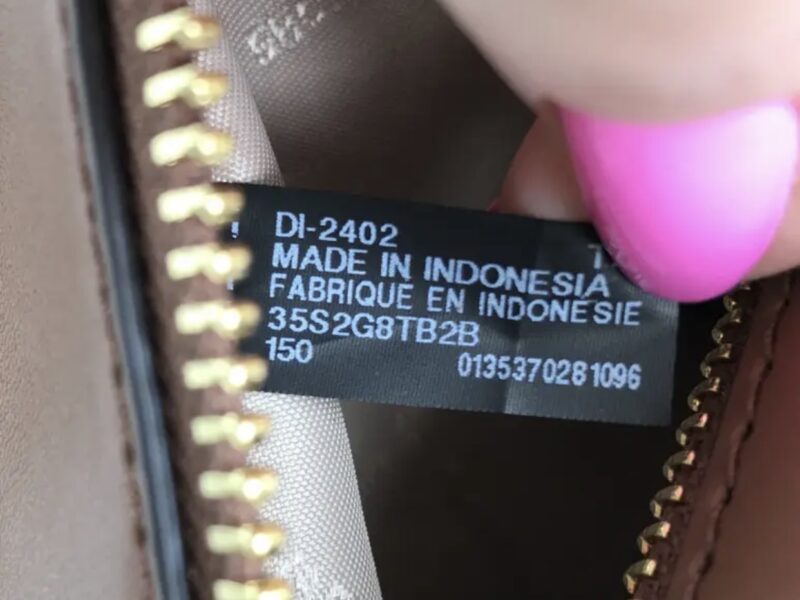 DI-2402
MADE IN INDONESIA
FABRIQUE EN INDONESIE
35S2G8TB2B
150 0135370281096